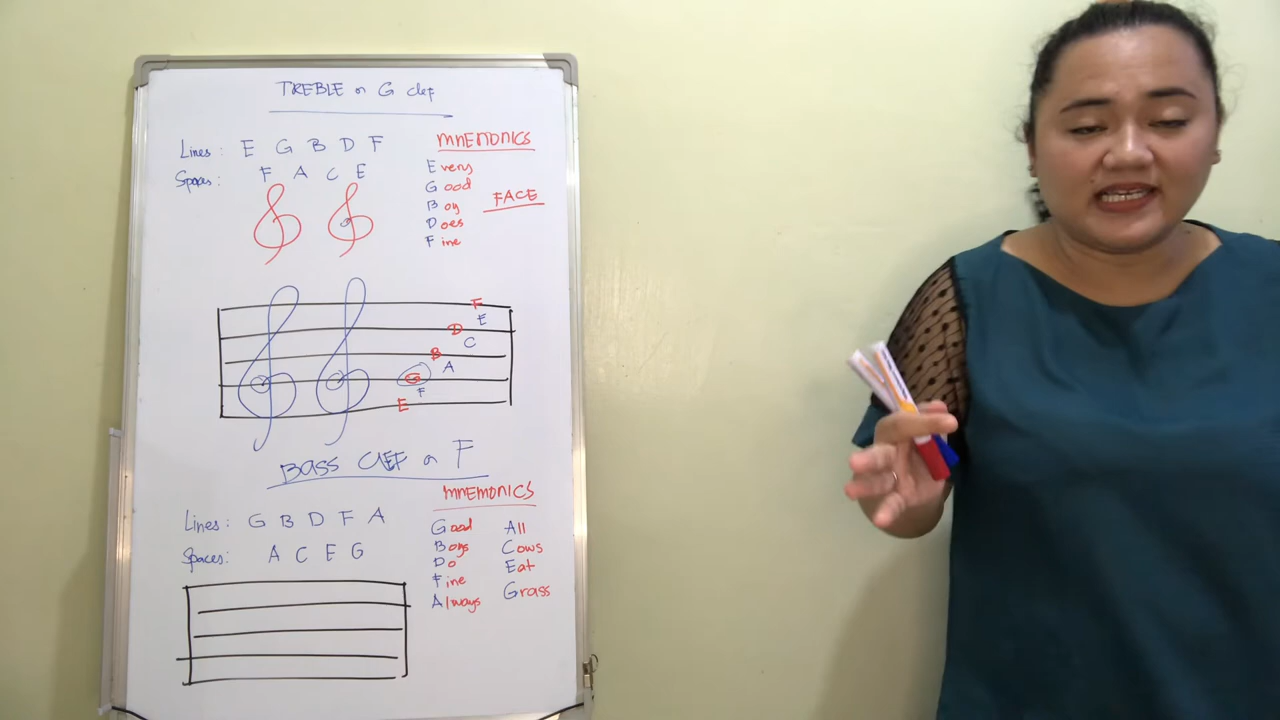 TREBLE or G clef
Lines: E G B D F
Spaces: F A C E
MNEMONICS
Every
Good
Boy
Does
Fine
FACE
F
E
D
C
B
A
G
F
E
BASS CLEF or F
Lines: G B D F A
Spaces: A C E G
MNEMONICS
Good
Boys
Do
Fine
Always
All
Cows
Eat
Grass